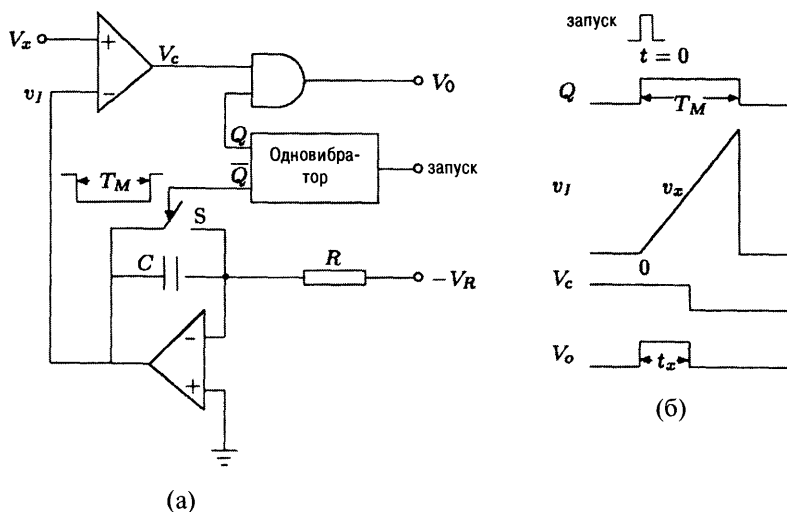 V_x
+
V_c
V_0
v_I
−
Q
Q̅
Одновибра-
тор
запуск
T_M
S
C
R
−V_R
−
+
(а)
запуск
t = 0
Q
T_M
v_I
v_x
0
V_c
V_o
t_x
(б)